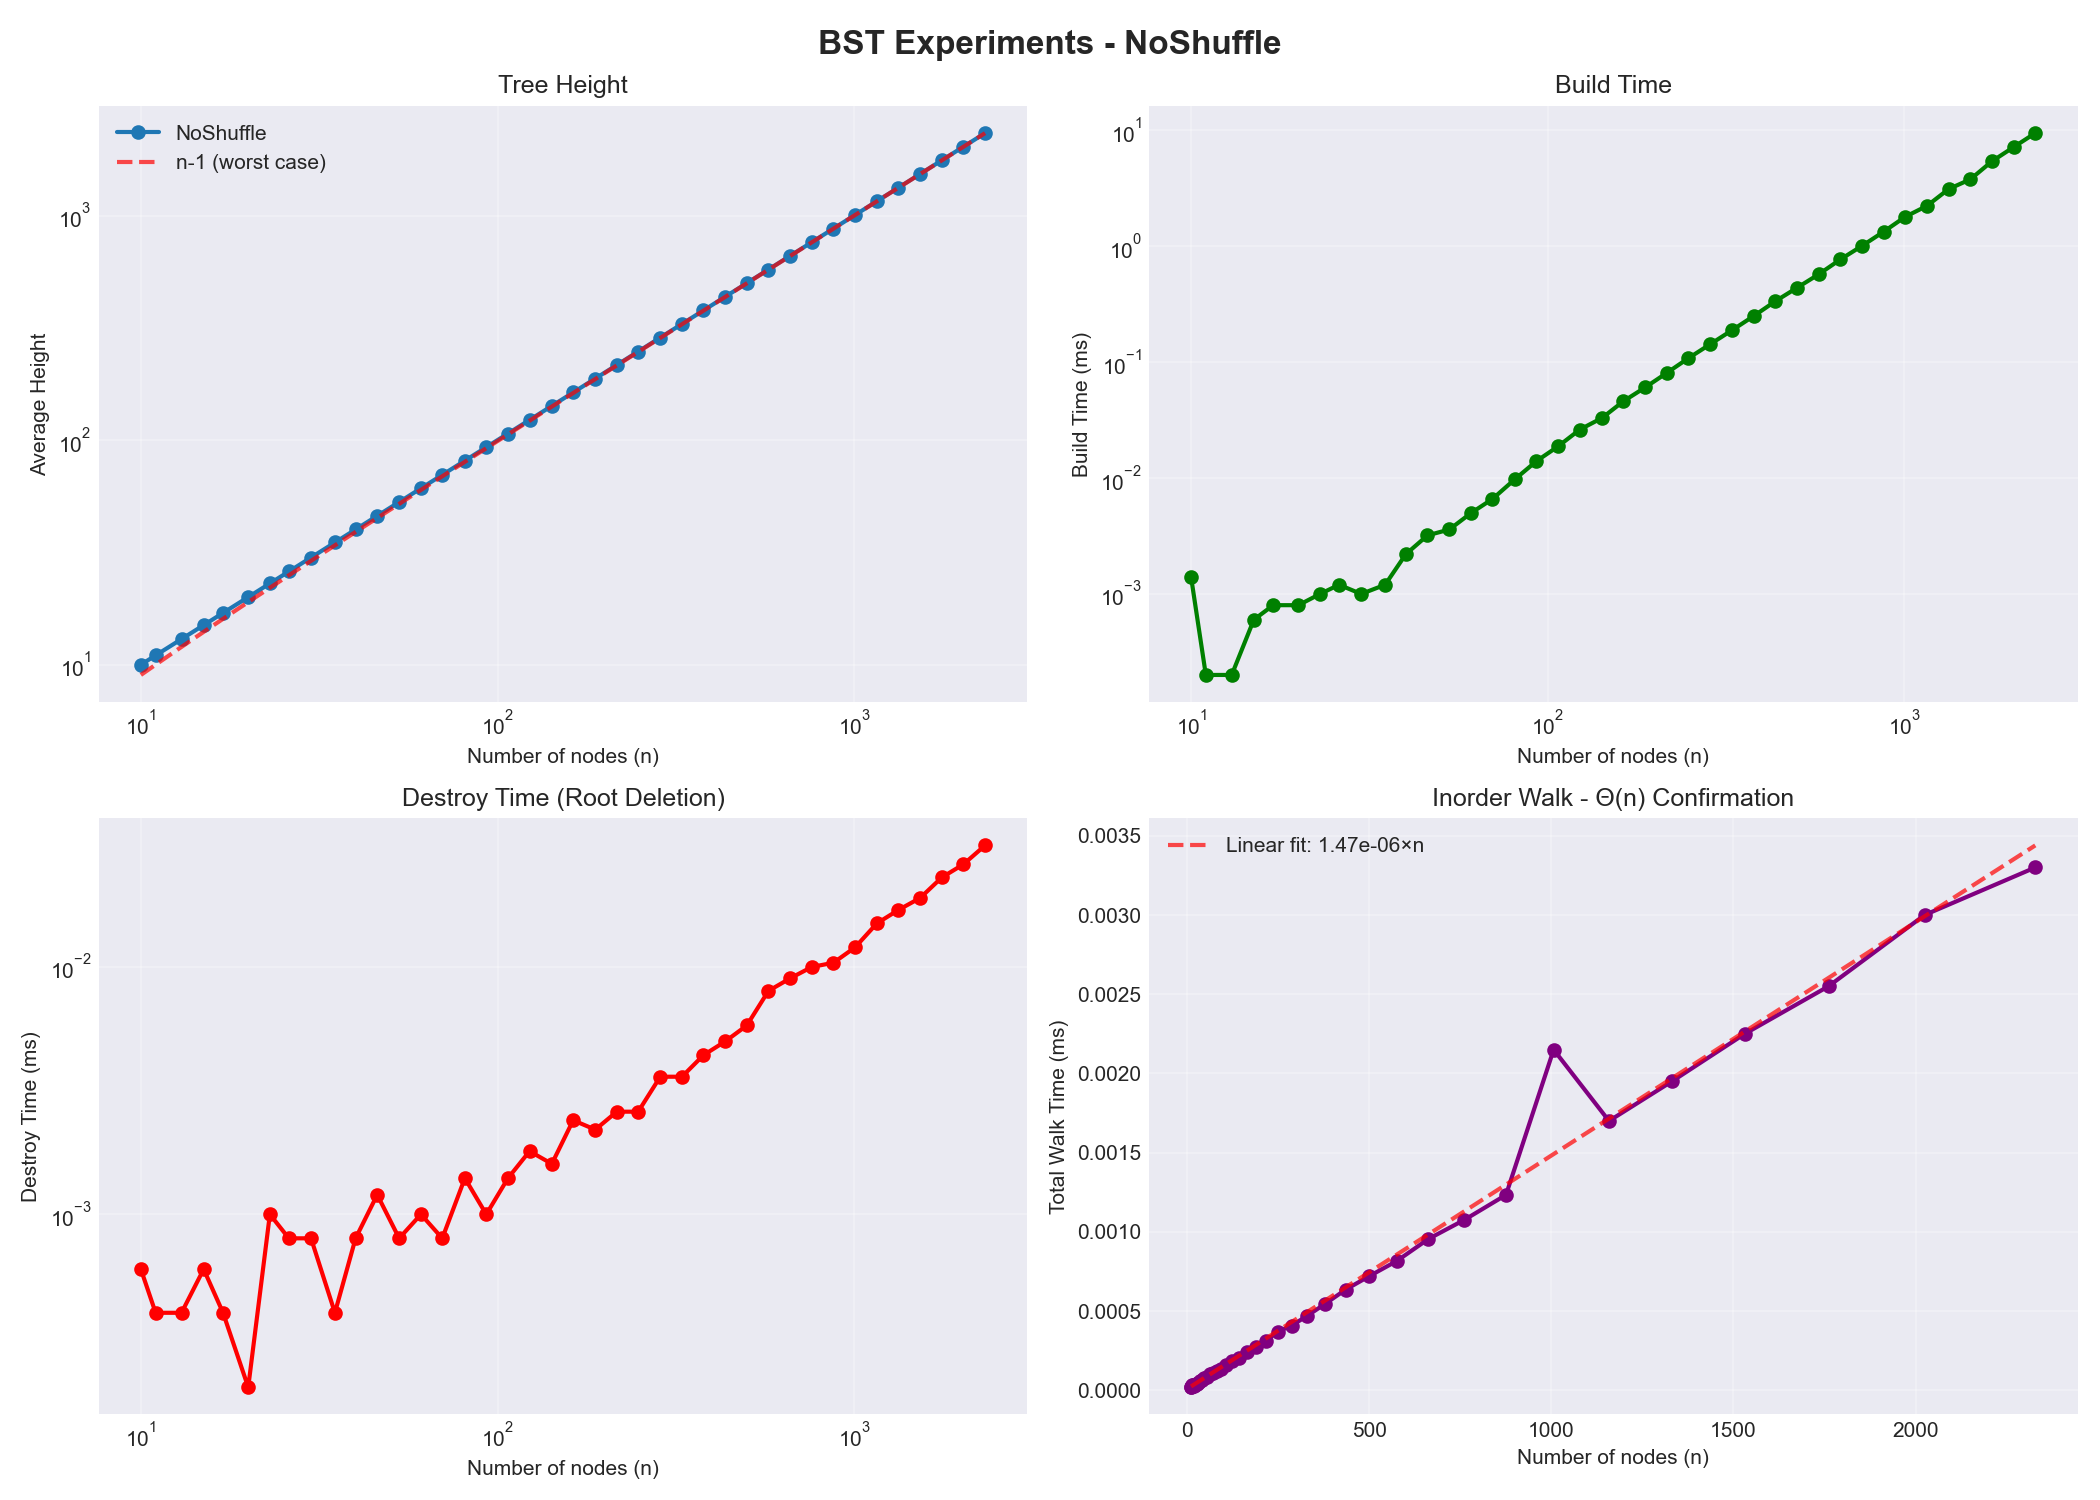 BST Experiments - NoShuffle
Tree Height
NoShuffle
n-1 (worst case)
10³
10²
10¹
Average Height
10¹ 10² 10³
Number of nodes (n)
Build Time
10¹
10⁰
10⁻¹
10⁻²
10⁻³
Build Time (ms)
10¹ 10² 10³
Number of nodes (n)
Destroy Time (Root Deletion)
10⁻²
10⁻³
Destroy Time (ms)
10¹ 10² 10³
Number of nodes (n)
Inorder Walk - Θ(n) Confirmation
Linear fit: 1.47e-06×n
0.0035
0.0030
0.0025
0.0020
0.0015
0.0010
0.0005
0.0000
Total Walk Time (ms)
0 500 1000 1500 2000
Number of nodes (n)